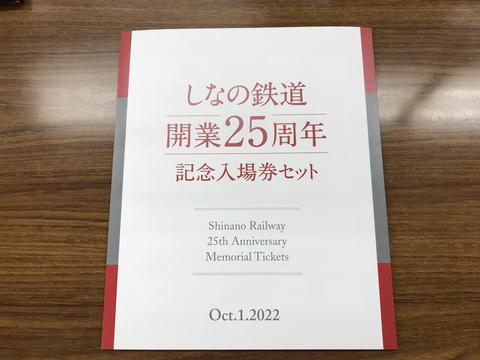 しなの鉄道
開業25周年
記念入場券セット
Shinano Railway
25th Anniversary
Memorial Tickets
Oct.1.2022